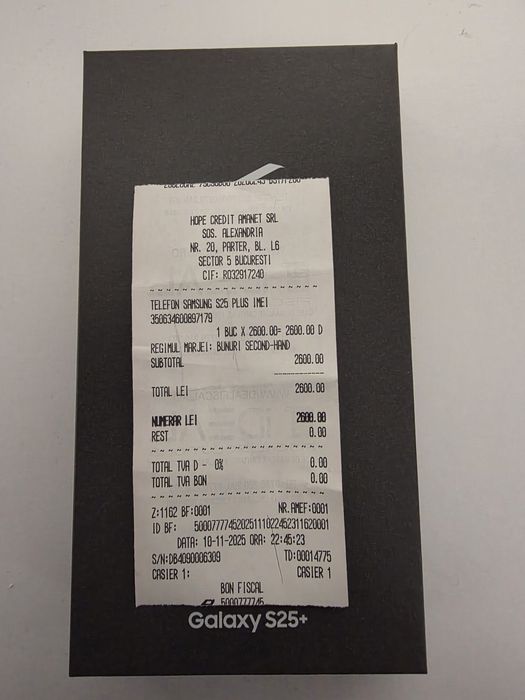 HOPE CREDIT AMANET SRL
SOS. ALEXANDRIA
NR. 20, PARTER, BL. L6
SECTOR 5 BUCURESTI
CIF: RO32917240
TELEFON SAMSUNG S25 PLUS IMEI
350634600897179
1 BUC X 2600.00= 2600.00 D
REGIMUL MARJEI: BUNURI SECOND-HAND
SUBTOTAL 2600.00
TOTAL LEI 2600.00
NUMERAR LEI 2600.00
REST 0.00
TOTAL TVA D - 0% 0.00
TOTAL TVA BON 0.00
Z:1162 BF:0001 NR.AMEF:0001
ID BF: 50007777452025111022452311620001
DATA: 10-11-2025 ORA: 22:45:23
S/N:DB4090006309 TD:00014775
CASIER 1: CASIER 1
BON FISCAL
5000777745
Galaxy S25+